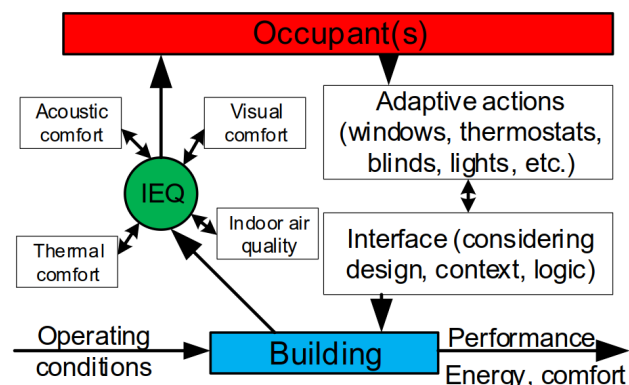 Occupant(s)
Acoustic
comfort
Visual
comfort
Adaptive actions
(windows, thermostats,
blinds, lights, etc.)
IEQ
Thermal
comfort
Indoor air
quality
Interface (considering
design, context, logic)
Operating
conditions
Building
Performance
Energy, comfort